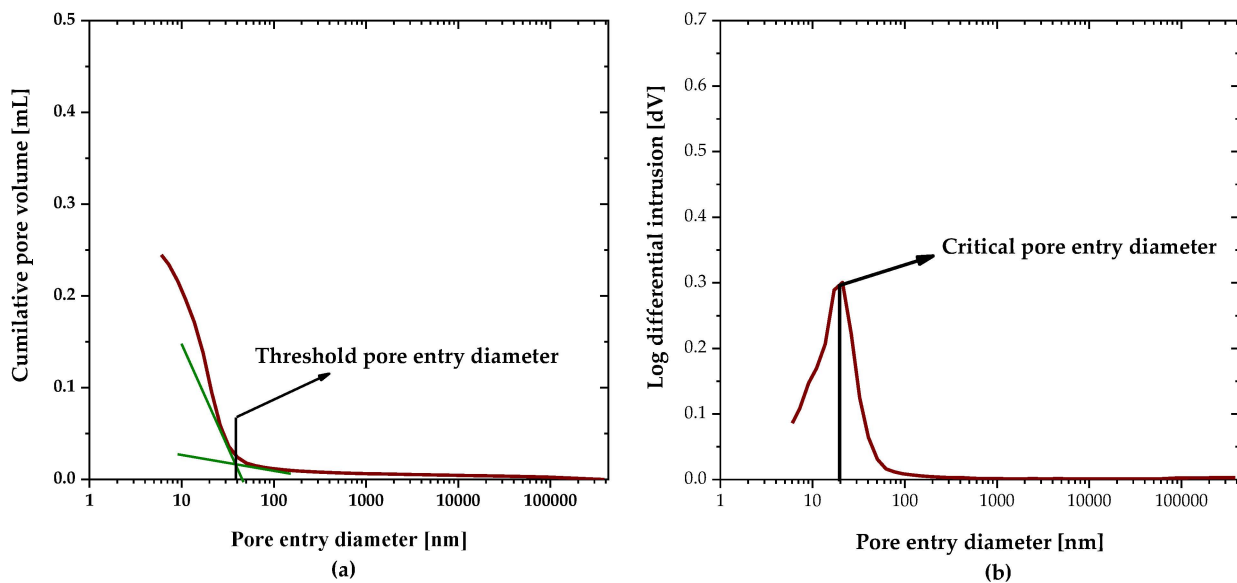 Cumilative pore volume [mL]
0.5
0.4
0.3
0.2
0.1
0.0
Threshold pore entry diameter
1 10 100 1000 10000 100000
Pore entry diameter [nm]
(a)
Log differential intrusion [dV]
0.7
0.6
0.5
0.4
0.3
0.2
0.1
0.0
Critical pore entry diameter
1 10 100 1000 10000 100000
Pore entry diameter [nm]
(b)